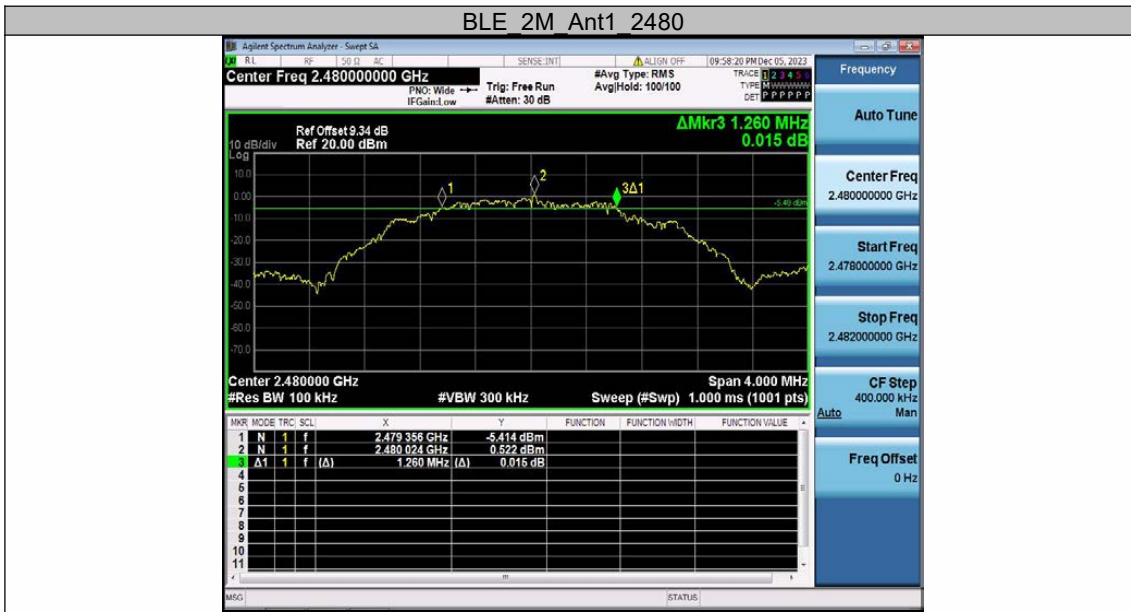 BLE_2M_Ant1_2480
Agilent Spectrum Analyzer - Swept SA
RL RF 50 Ω AC SENSE:INT ALIGN OFF 09:58:20 PM Dec 05, 2023
Center Freq 2.480000000 GHz
PNO: Wide
IFGain:Low
Trig: Free Run
#Atten: 30 dB
#Avg Type: RMS
Avg|Hold: 100/100
TRACE 1 2 3 4 5 6
TYPE M W W W W W
DET P P P P P P
ΔMkr3 1.260 MHz
0.015 dB
Ref Offset 9.34 dB
10 dB/div Ref 20.00 dBm
Log
10.0
0.00
-10.0
-20.0
-30.0
-40.0
-50.0
-60.0
-70.0
1
2
3Δ1
-5.48 dBm
Center 2.480000 GHz Span 4.000 MHz
#Res BW 100 kHz #VBW 300 kHz Sweep (#Swp) 1.000 ms (1001 pts)
MKR MODE TRC SCL X Y FUNCTION FUNCTION WIDTH FUNCTION VALUE
1 N 1 f 2.479 356 GHz -5.414 dBm
2 N 1 f 2.480 024 GHz 0.522 dBm
3 Δ1 1 f (Δ) 1.260 MHz (Δ) 0.015 dB
4
5
6
7
8
9
10
11
MSG STATUS
Frequency
Auto Tune
Center Freq
2.480000000 GHz
Start Freq
2.478000000 GHz
Stop Freq
2.482000000 GHz
CF Step
400.000 kHz
Auto Man
Freq Offset
0 Hz